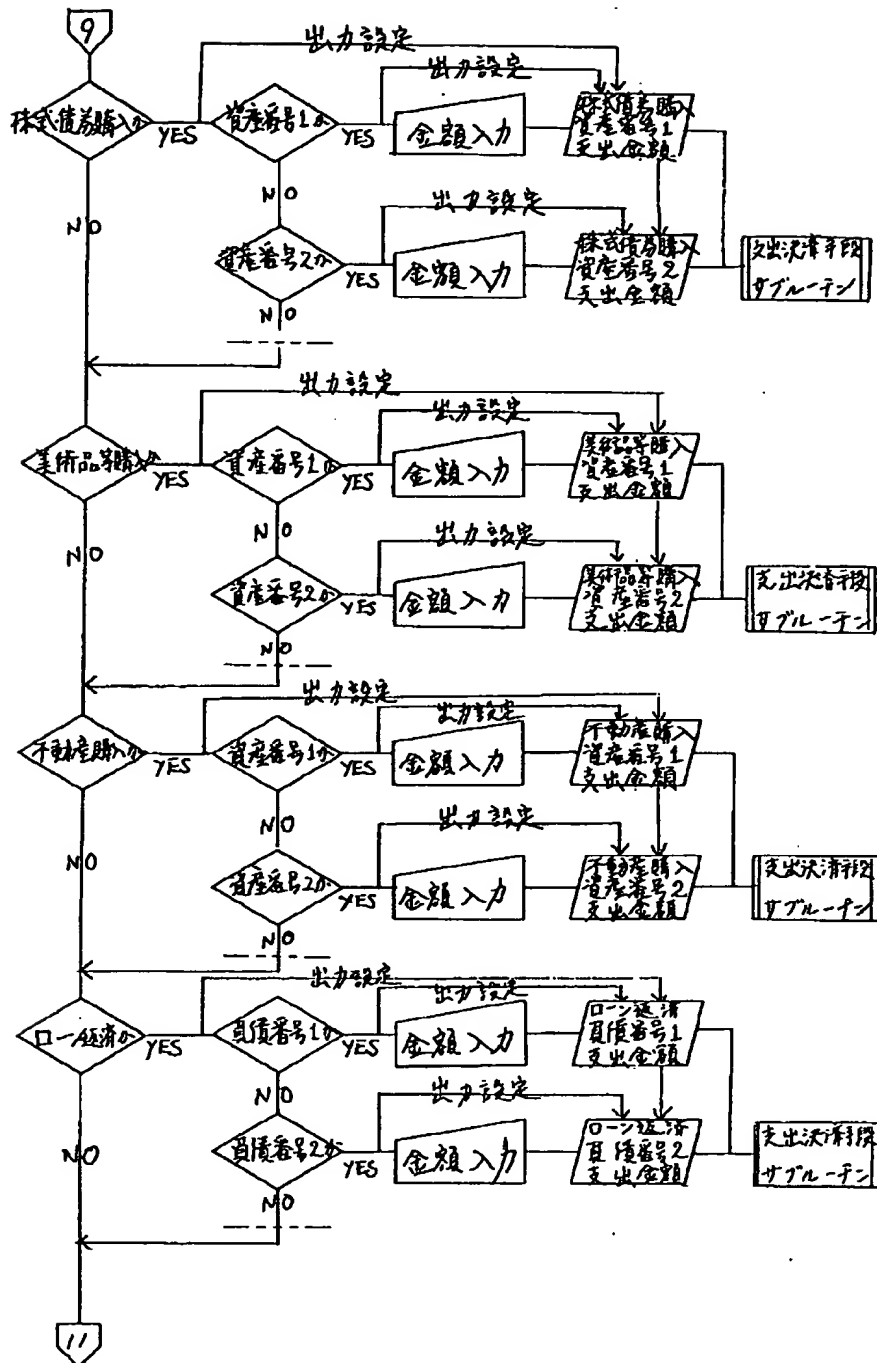 9
出力設定
出力設定
株式債券購入か
YES
資産番号1か
YES
金額入力
株式債券購入
資産番号1
支出金額
NO
NO
出力設定
資産番号2か
YES
金額入力
株式債券購入
資産番号2
支出金額
支出決済手段
サブルーチン
NO
出力設定
出力設定
美術品等購入か
YES
資産番号1か
YES
金額入力
美術品等購入
資産番号1
支出金額
NO
NO
出力設定
資産番号2か
YES
金額入力
美術品等購入
資産番号2
支出金額
支出決済手段
サブルーチン
NO
出力設定
出力設定
不動産購入か
YES
資産番号1か
YES
金額入力
不動産購入
資産番号1
支出金額
NO
NO
出力設定
資産番号2か
YES
金額入力
不動産購入
資産番号2
支出金額
支出決済手段
サブルーチン
NO
出力設定
出力設定
ローン返済か
YES
負債番号1か
YES
金額入力
ローン返済
負債番号1
支出金額
NO
NO
出力設定
負債番号2か
YES
金額入力
ローン返済
負債番号2
支出金額
支出決済手段
サブルーチン
NO
11